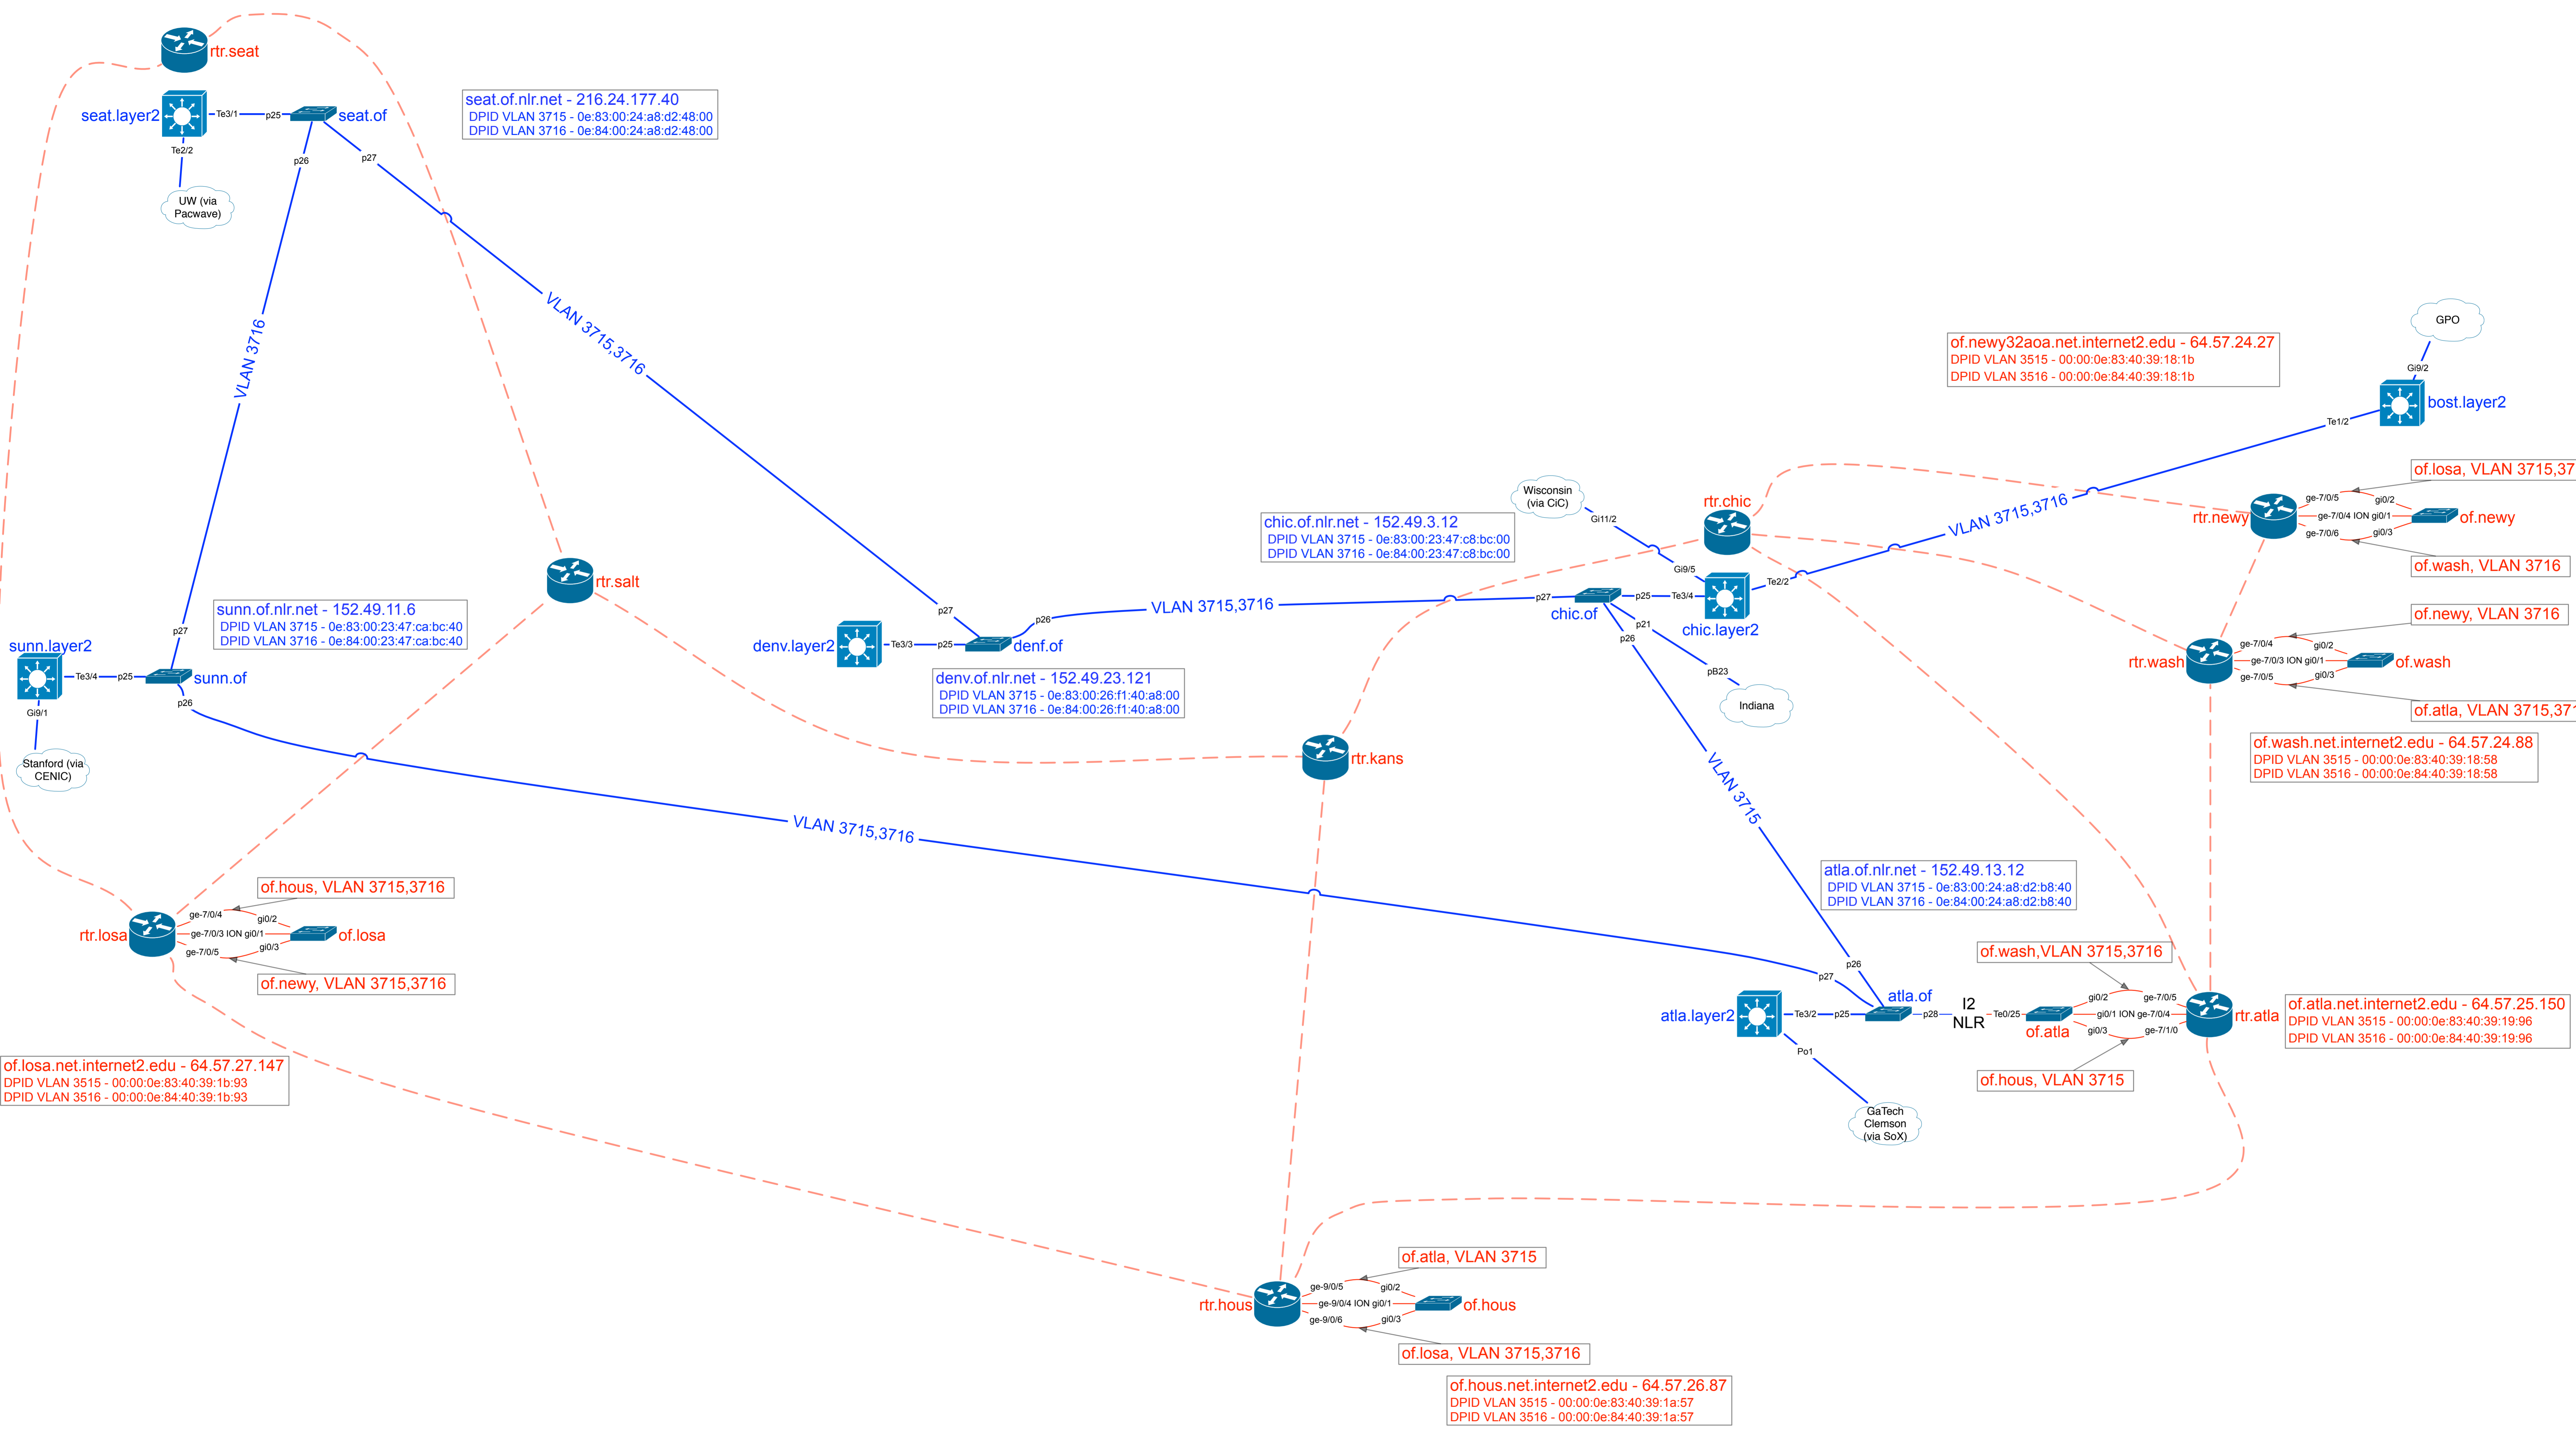 rtr.seat
seat.layer2
Te3/1
p25
seat.of
Te2/2
p26
p27
UW (via
Pacwave)
seat.of.nlr.net - 216.24.177.40
DPID VLAN 3715 - 0e:83:00:24:a8:d2:48:00
DPID VLAN 3716 - 0e:84:00:24:a8:d2:48:00
VLAN 3716
VLAN 3715,3716
GPO
Gi9/2
bost.layer2
Te1/2
of.newy32aoa.net.internet2.edu - 64.57.24.27
DPID VLAN 3515 - 00:00:0e:83:40:39:18:1b
DPID VLAN 3516 - 00:00:0e:84:40:39:18:1b
of.losa, VLAN 3715,37
ge-7/0/5
gi0/2
rtr.newy
ge-7/0/4 ION gi0/1
of.newy
ge-7/0/6
gi0/3
of.wash, VLAN 3716
Wisconsin
(via CiC)
Gi11/2
Gi9/5
rtr.chic
VLAN 3715,3716
chic.of.nlr.net - 152.49.3.12
DPID VLAN 3715 - 0e:83:00:23:47:c8:bc:00
DPID VLAN 3716 - 0e:84:00:23:47:c8:bc:00
rtr.salt
p27
chic.of
p25
Te3/4
Te2/2
chic.layer2
p21
p26
pB23
Indiana
VLAN 3715,3716
p27
p26
denv.layer2
Te3/3
p25
denf.of
denv.of.nlr.net - 152.49.23.121
DPID VLAN 3715 - 0e:83:00:26:f1:40:a8:00
DPID VLAN 3716 - 0e:84:00:26:f1:40:a8:00
sunn.of.nlr.net - 152.49.11.6
DPID VLAN 3715 - 0e:83:00:23:47:ca:bc:40
DPID VLAN 3716 - 0e:84:00:23:47:ca:bc:40
p27
sunn.layer2
Te3/4
p25
sunn.of
p26
Gi9/1
Stanford (via
CENIC)
of.newy, VLAN 3716
ge-7/0/4
gi0/2
rtr.wash
ge-7/0/3 ION gi0/1
of.wash
ge-7/0/5
gi0/3
of.atla, VLAN 3715,371
of.wash.net.internet2.edu - 64.57.24.88
DPID VLAN 3515 - 00:00:0e:83:40:39:18:58
DPID VLAN 3516 - 00:00:0e:84:40:39:18:58
rtr.kans
VLAN 3715
VLAN 3715,3716
atla.of.nlr.net - 152.49.13.12
DPID VLAN 3715 - 0e:83:00:24:a8:d2:b8:40
DPID VLAN 3716 - 0e:84:00:24:a8:d2:b8:40
of.hous, VLAN 3715,3716
ge-7/0/4
gi0/2
rtr.losa
ge-7/0/3 ION gi0/1
of.losa
ge-7/0/5
gi0/3
of.newy, VLAN 3715,3716
of.losa.net.internet2.edu - 64.57.27.147
DPID VLAN 3515 - 00:00:0e:83:40:39:1b:93
DPID VLAN 3516 - 00:00:0e:84:40:39:1b:93
p26
p27
atla.of
atla.layer2
Te3/2
p25
p28
I2
NLR
Te0/25
of.atla
Po1
GaTech
Clemson
(via SoX)
of.wash,VLAN 3715,3716
gi0/2
ge-7/0/5
gi0/1 ION ge-7/0/4
rtr.atla
gi0/3
ge-7/1/0
of.hous, VLAN 3715
of.atla.net.internet2.edu - 64.57.25.150
DPID VLAN 3515 - 00:00:0e:83:40:39:19:96
DPID VLAN 3516 - 00:00:0e:84:40:39:19:96
of.atla, VLAN 3715
ge-9/0/5
gi0/2
rtr.hous
ge-9/0/4 ION gi0/1
of.hous
ge-9/0/6
gi0/3
of.losa, VLAN 3715,3716
of.hous.net.internet2.edu - 64.57.26.87
DPID VLAN 3515 - 00:00:0e:83:40:39:1a:57
DPID VLAN 3516 - 00:00:0e:84:40:39:1a:57